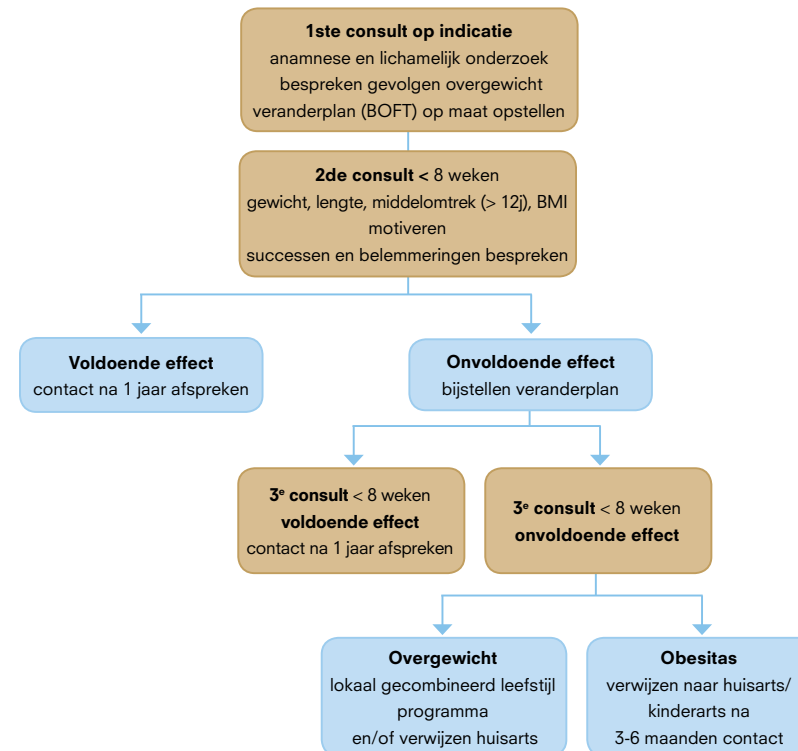 1ste consult op indicatie
anamnese en lichamelijk onderzoek
bespreken gevolgen overgewicht
veranderplan (BOFT) op maat opstellen
2de consult < 8 weken
gewicht, lengte, middelomtrek (> 12j), BMI
motiveren
successen en belemmeringen bespreken
Voldoende effect
contact na 1 jaar afspreken
Onvoldoende effect
bijstellen veranderplan
3e consult < 8 weken
voldoende effect
contact na 1 jaar afspreken
3e consult < 8 weken
onvoldoende effect
Overgewicht
lokaal gecombineerd leefstijl
programma
en/of verwijzen huisarts
Obesitas
verwijzen naar huisarts/
kinderarts na
3-6 maanden contact